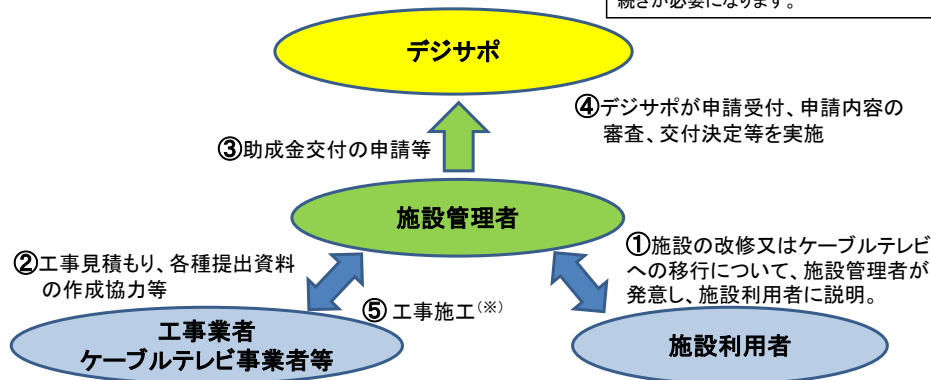 続きが必要になります。
デジサポ
④デジサポが申請受付、申請内容の
審査、交付決定等を実施
③助成金交付の申請等
施設管理者
①施設の改修又はケーブルテレビ
への移行について、施設管理者が
発意し、施設利用者に説明。
②工事見積もり、各種提出資料
の作成協力等
⑤ 工事施工(※)
工事業者
ケーブルテレビ事業者等
施設利用者